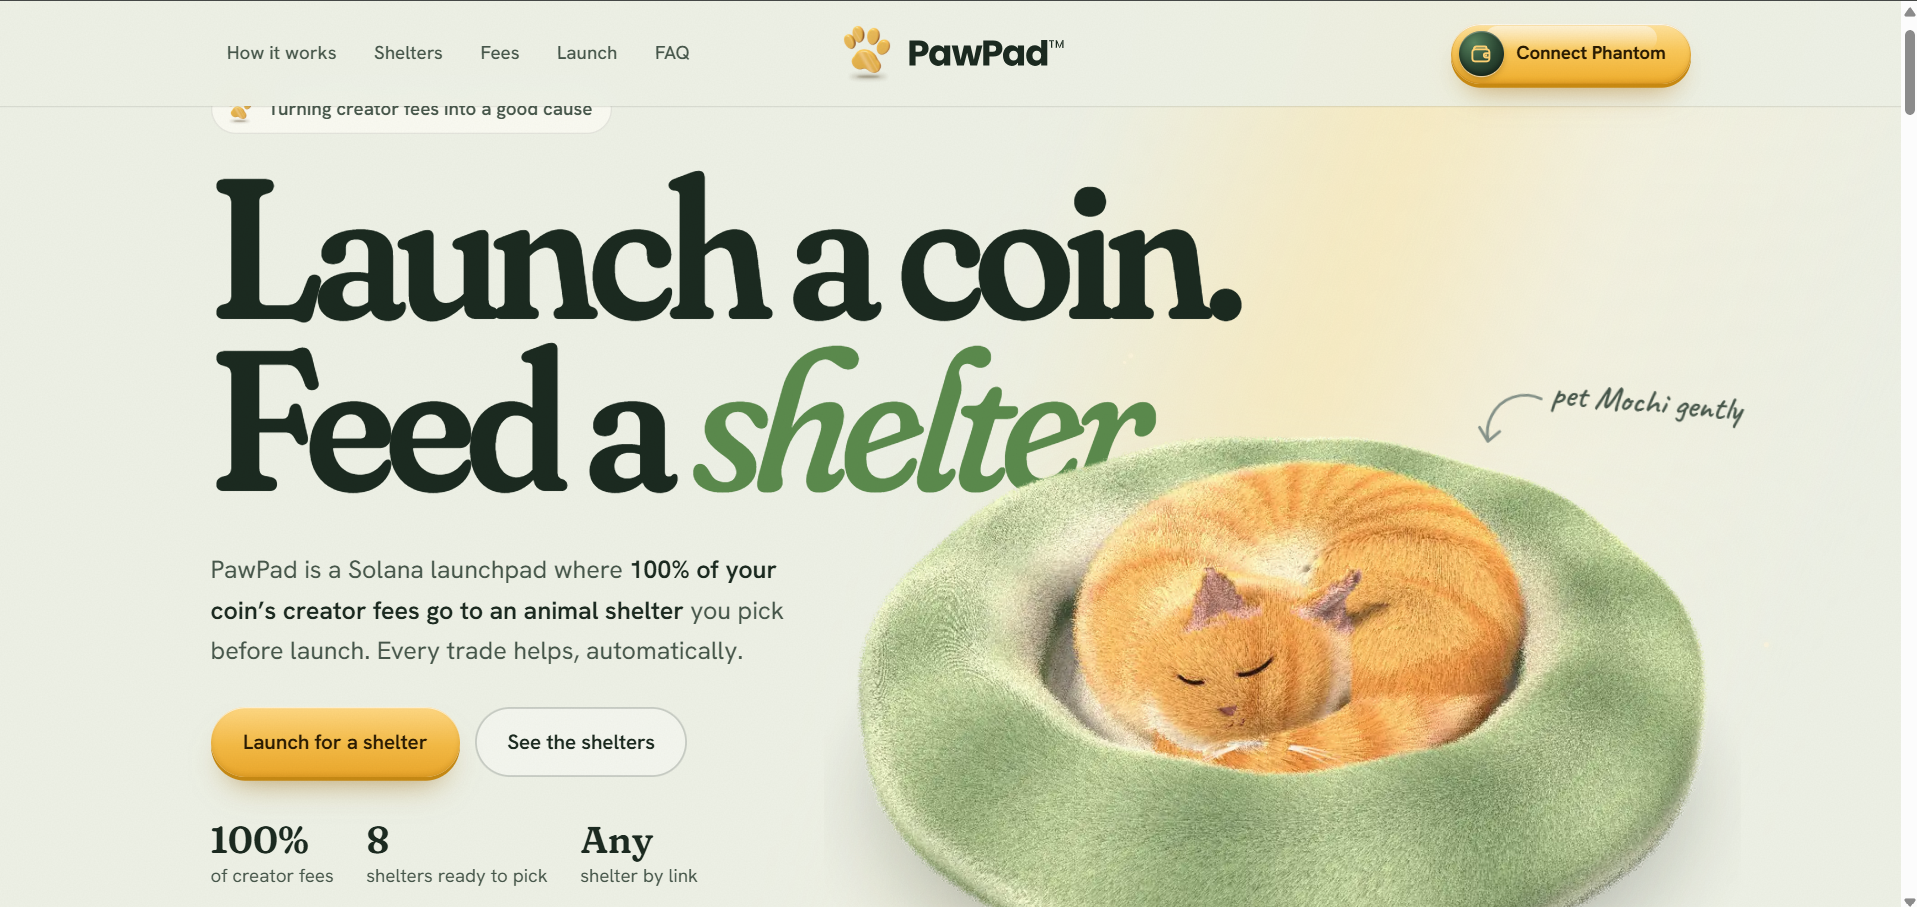 How it works
Shelters
Fees
Launch
FAQ
PawPad™
Connect Phantom
Turning creator fees into a good cause
Launch a coin.
Feed a shelter
pet Mochi gently
PawPad is a Solana launchpad where 100% of your
coin’s creator fees go to an animal shelter you pick
before launch. Every trade helps, automatically.
Launch for a shelter
See the shelters
100%
of creator fees
8
shelters ready to pick
Any
shelter by link